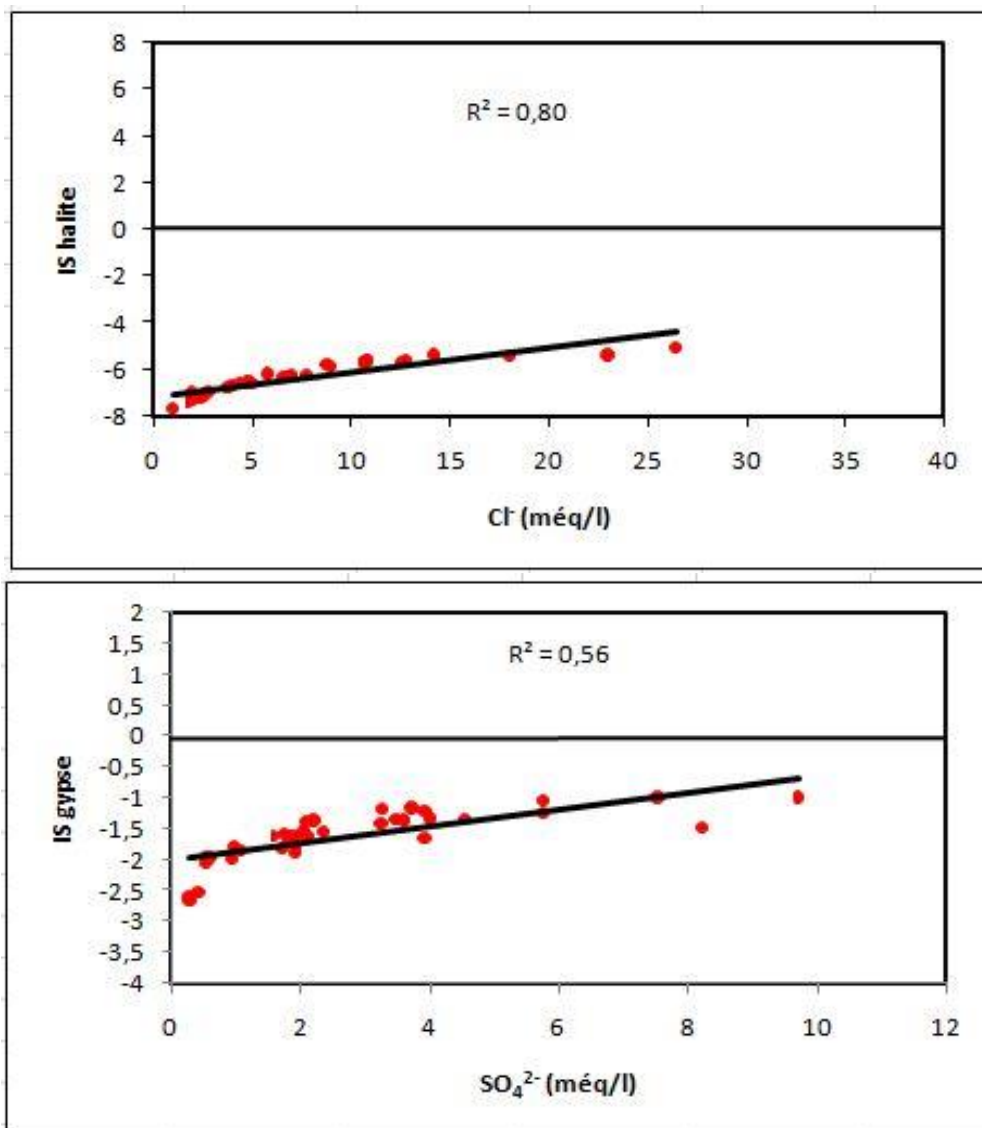 8
6
4
2
0
-2
-4
-6
-8
IS halite
R² = 0,80
0 5 10 15 20 25 30 35 40
Cl⁻ (méq/l)
2
1,5
1
0,5
0
-0,5
-1
-1,5
-2
-2,5
-3
-3,5
-4
IS gypse
R² = 0,56
0 2 4 6 8 10 12
SO₄²⁻ (méq/l)